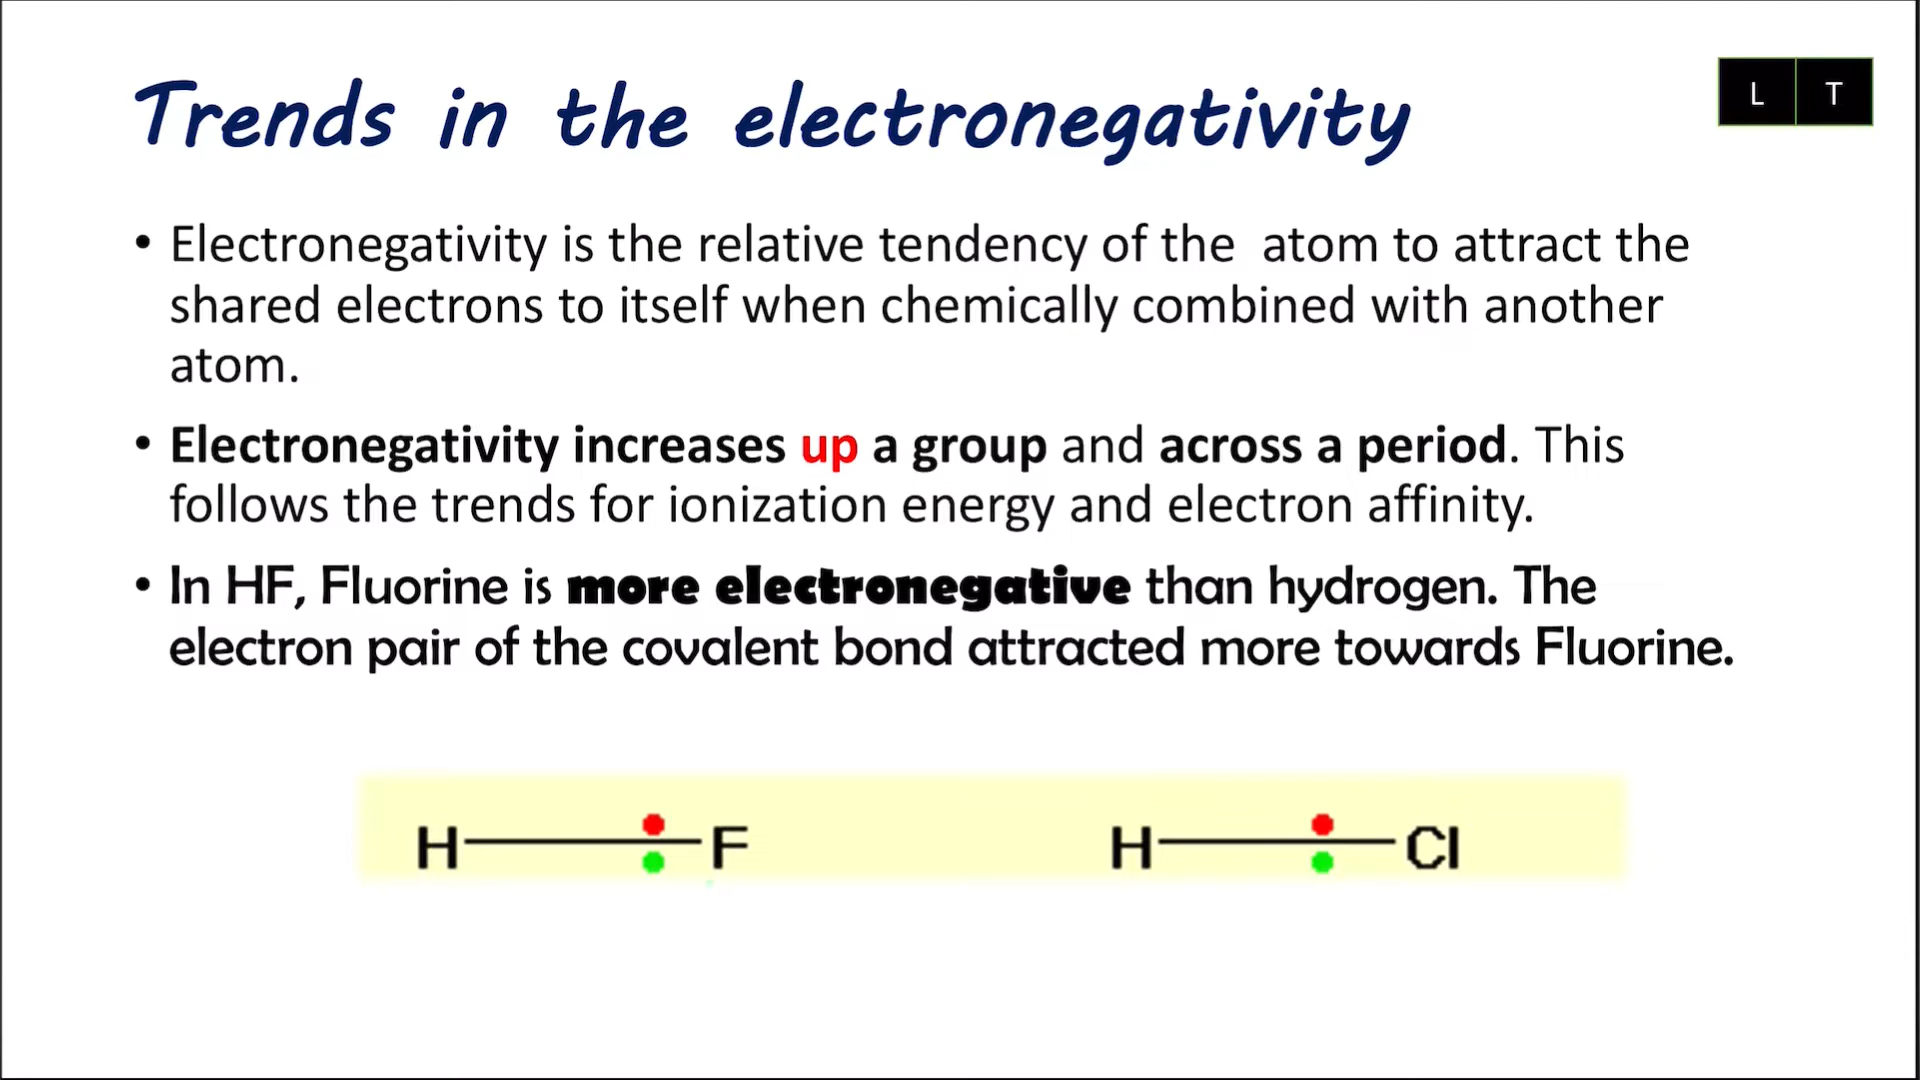 Trends in the electronegativity
L T
• Electronegativity is the relative tendency of the atom to attract the
shared electrons to itself when chemically combined with another
atom.
• Electronegativity increases up a group and across a period. This
follows the trends for ionization energy and electron affinity.
• In HF, Fluorine is more electronegative than hydrogen. The
electron pair of the covalent bond attracted more towards Fluorine.
H F H Cl